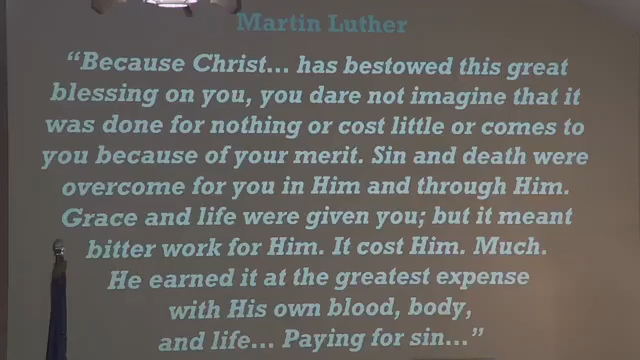 Martin Luther
“Because Christ... has bestowed this great
blessing on you, you dare not imagine that it
was done for nothing or cost little or comes to
you because of your merit. Sin and death were
overcome for you in Him and through Him.
Grace and life were given you; but it meant
bitter work for Him. It cost Him. Much.
He earned it at the greatest expense
with His own blood, body,
and life... Paying for sin...”